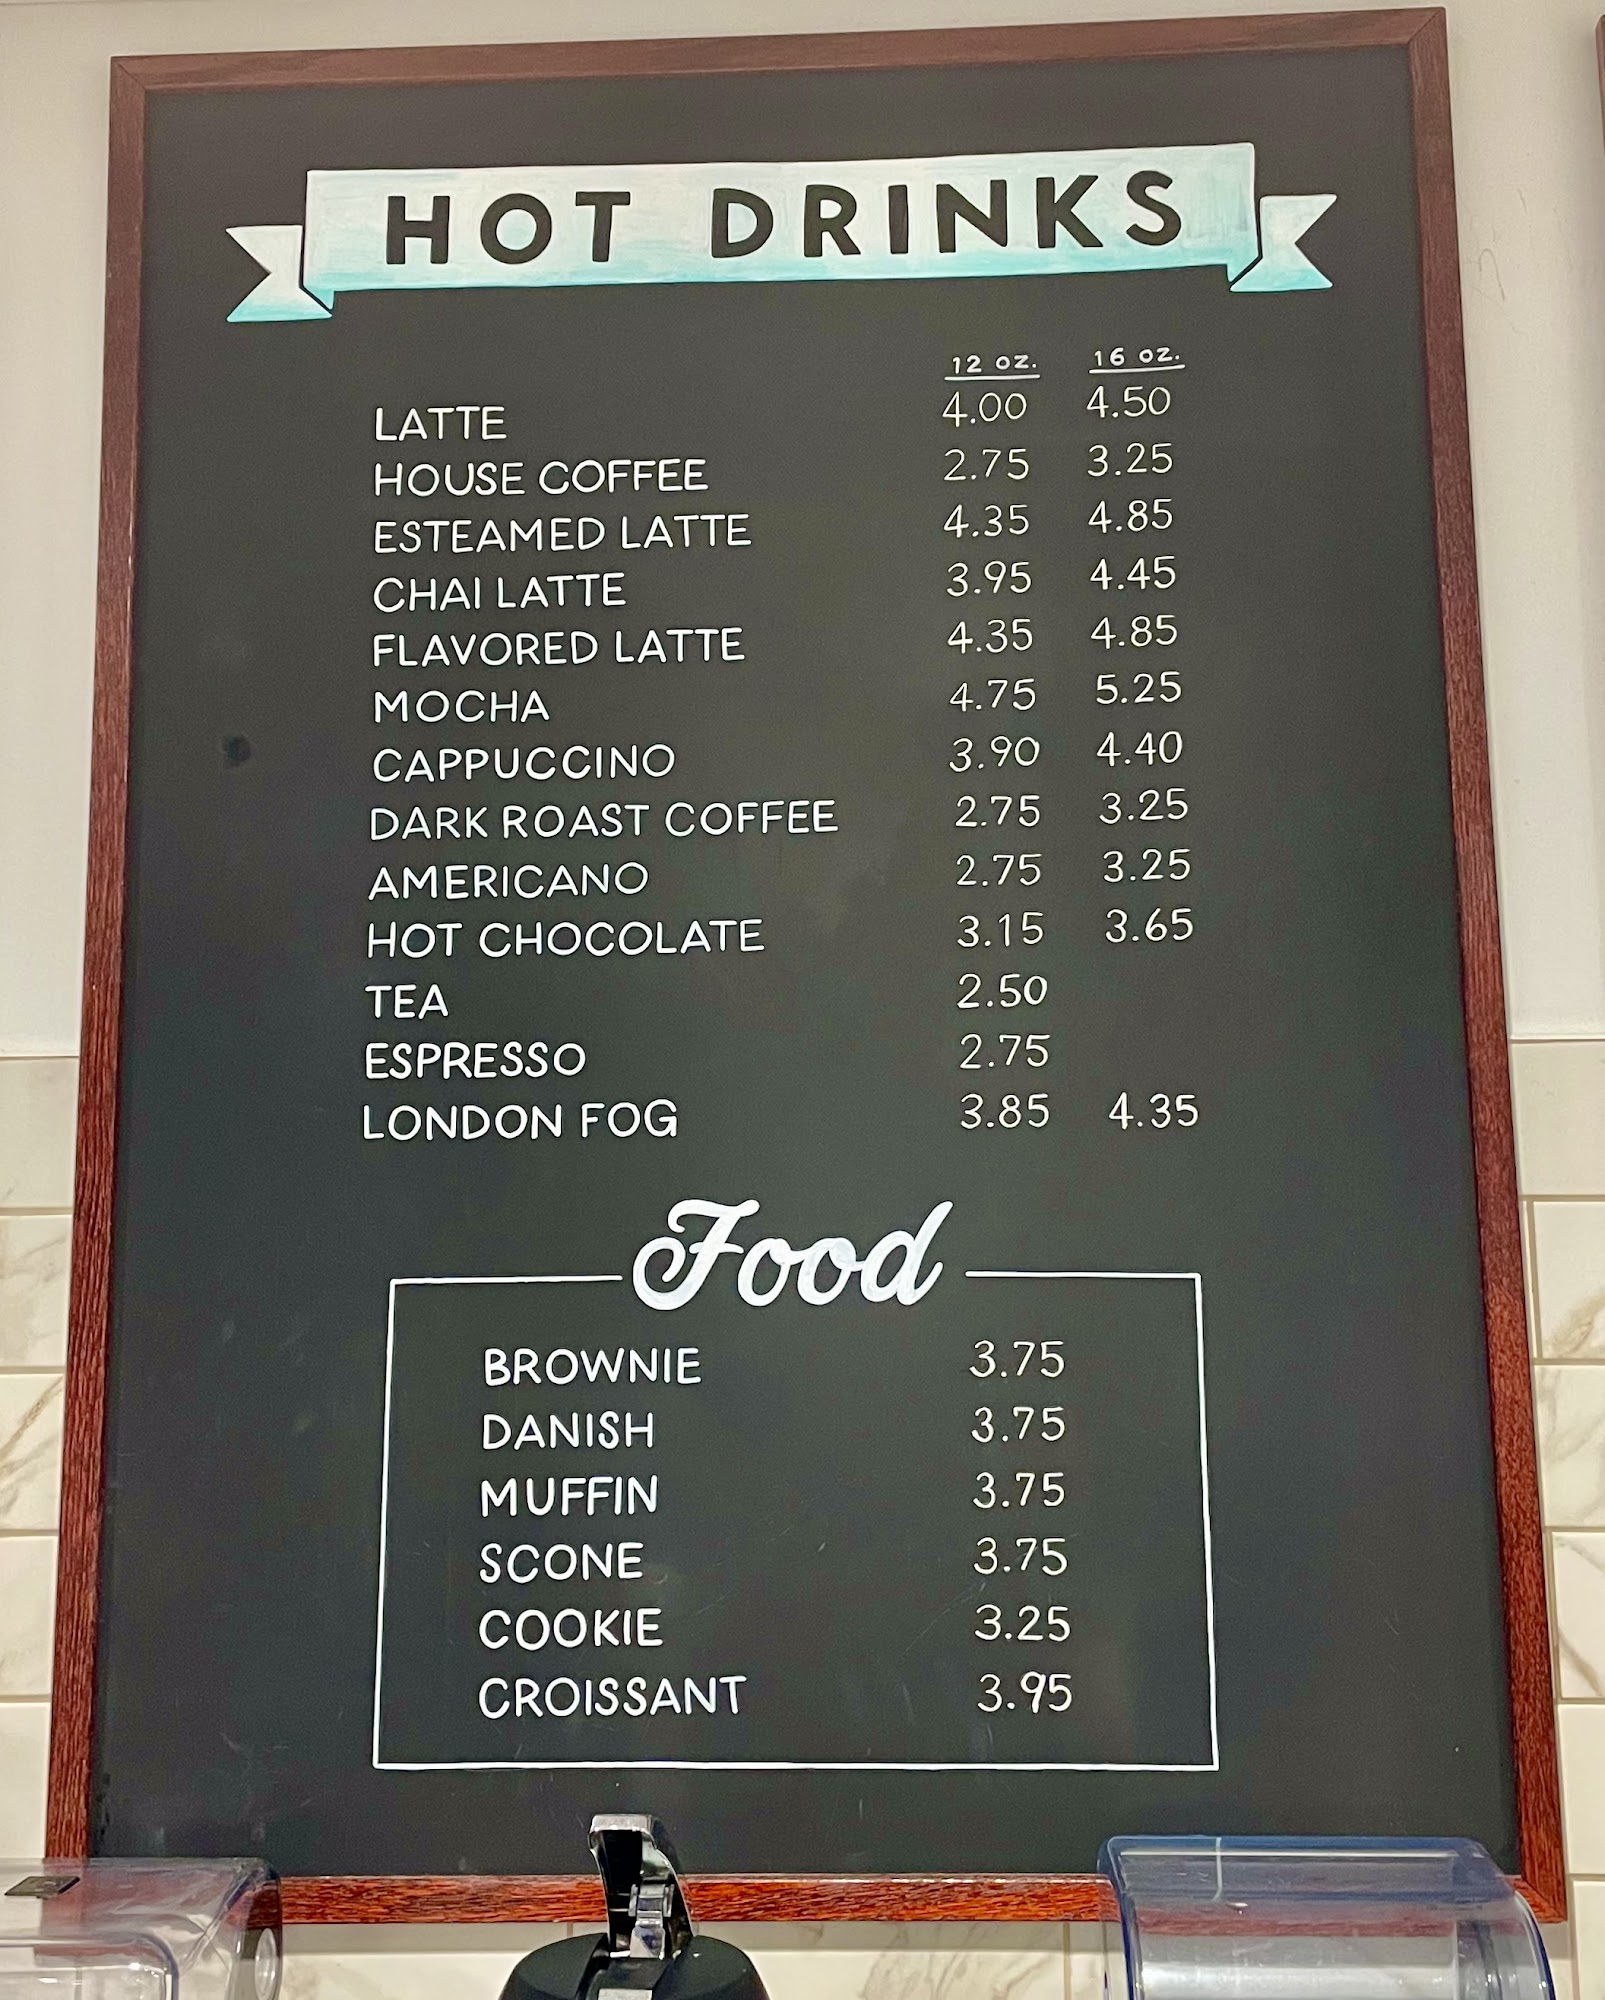 HOT DRINKS
12 oz. 16 oz.
LATTE 4.00 4.50
HOUSE COFFEE 2.75 3.25
ESTEAMED LATTE 4.35 4.85
CHAI LATTE 3.95 4.45
FLAVORED LATTE 4.35 4.85
MOCHA 4.75 5.25
CAPPUCCINO 3.90 4.40
DARK ROAST COFFEE 2.75 3.25
AMERICANO 2.75 3.25
HOT CHOCOLATE 3.15 3.65
TEA 2.50
ESPRESSO 2.75
LONDON FOG 3.85 4.35
Food
BROWNIE 3.75
DANISH 3.75
MUFFIN 3.75
SCONE 3.75
COOKIE 3.25
CROISSANT 3.95